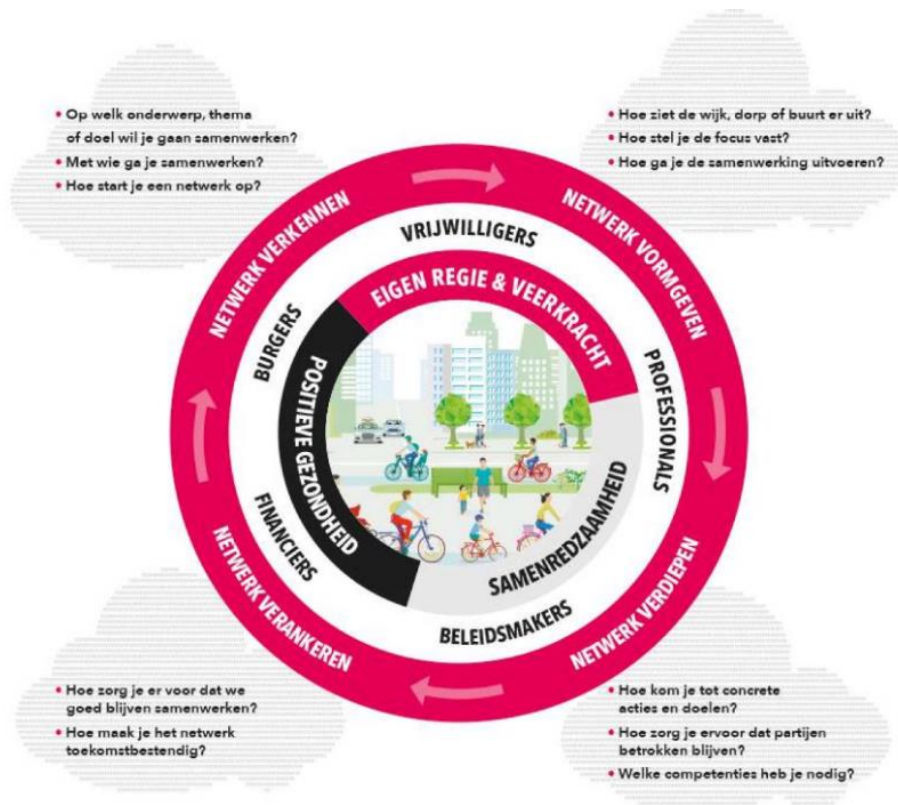 • Op welk onderwerp, thema
of doel wil je gaan samenwerken?
• Met wie ga je samenwerken?
• Hoe start je een netwerk op?
• Hoe ziet de wijk, dorp of buurt er uit?
• Hoe stel je de focus vast?
• Hoe ga je de samenwerking uitvoeren?
NETWERK VERKENNEN
NETWERK VORMGEVEN
NETWERK VERDIEPEN
NETWERK VERANKEREN
VRIJWILLIGERS
PROFESSIONALS
BELEIDSMAKERS
FINANCIERS
BURGERS
EIGEN REGIE & VEERKRACHT
SAMENREDZAAMHEID
POSITIEVE GEZONDHEID
• Hoe zorg je er voor dat we
goed blijven samenwerken?
• Hoe maak je het netwerk
toekomstbestendig?
• Hoe kom je tot concrete
acties en doelen?
• Hoe zorg je ervoor dat partijen
betrokken blijven?
• Welke competenties heb je nodig?